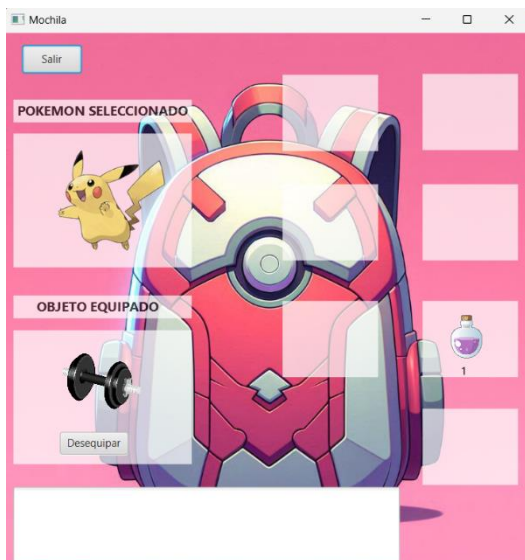 Mochila
Salir
POKEMON SELECCIONADO
OBJETO EQUIPADO
1
Desequipar